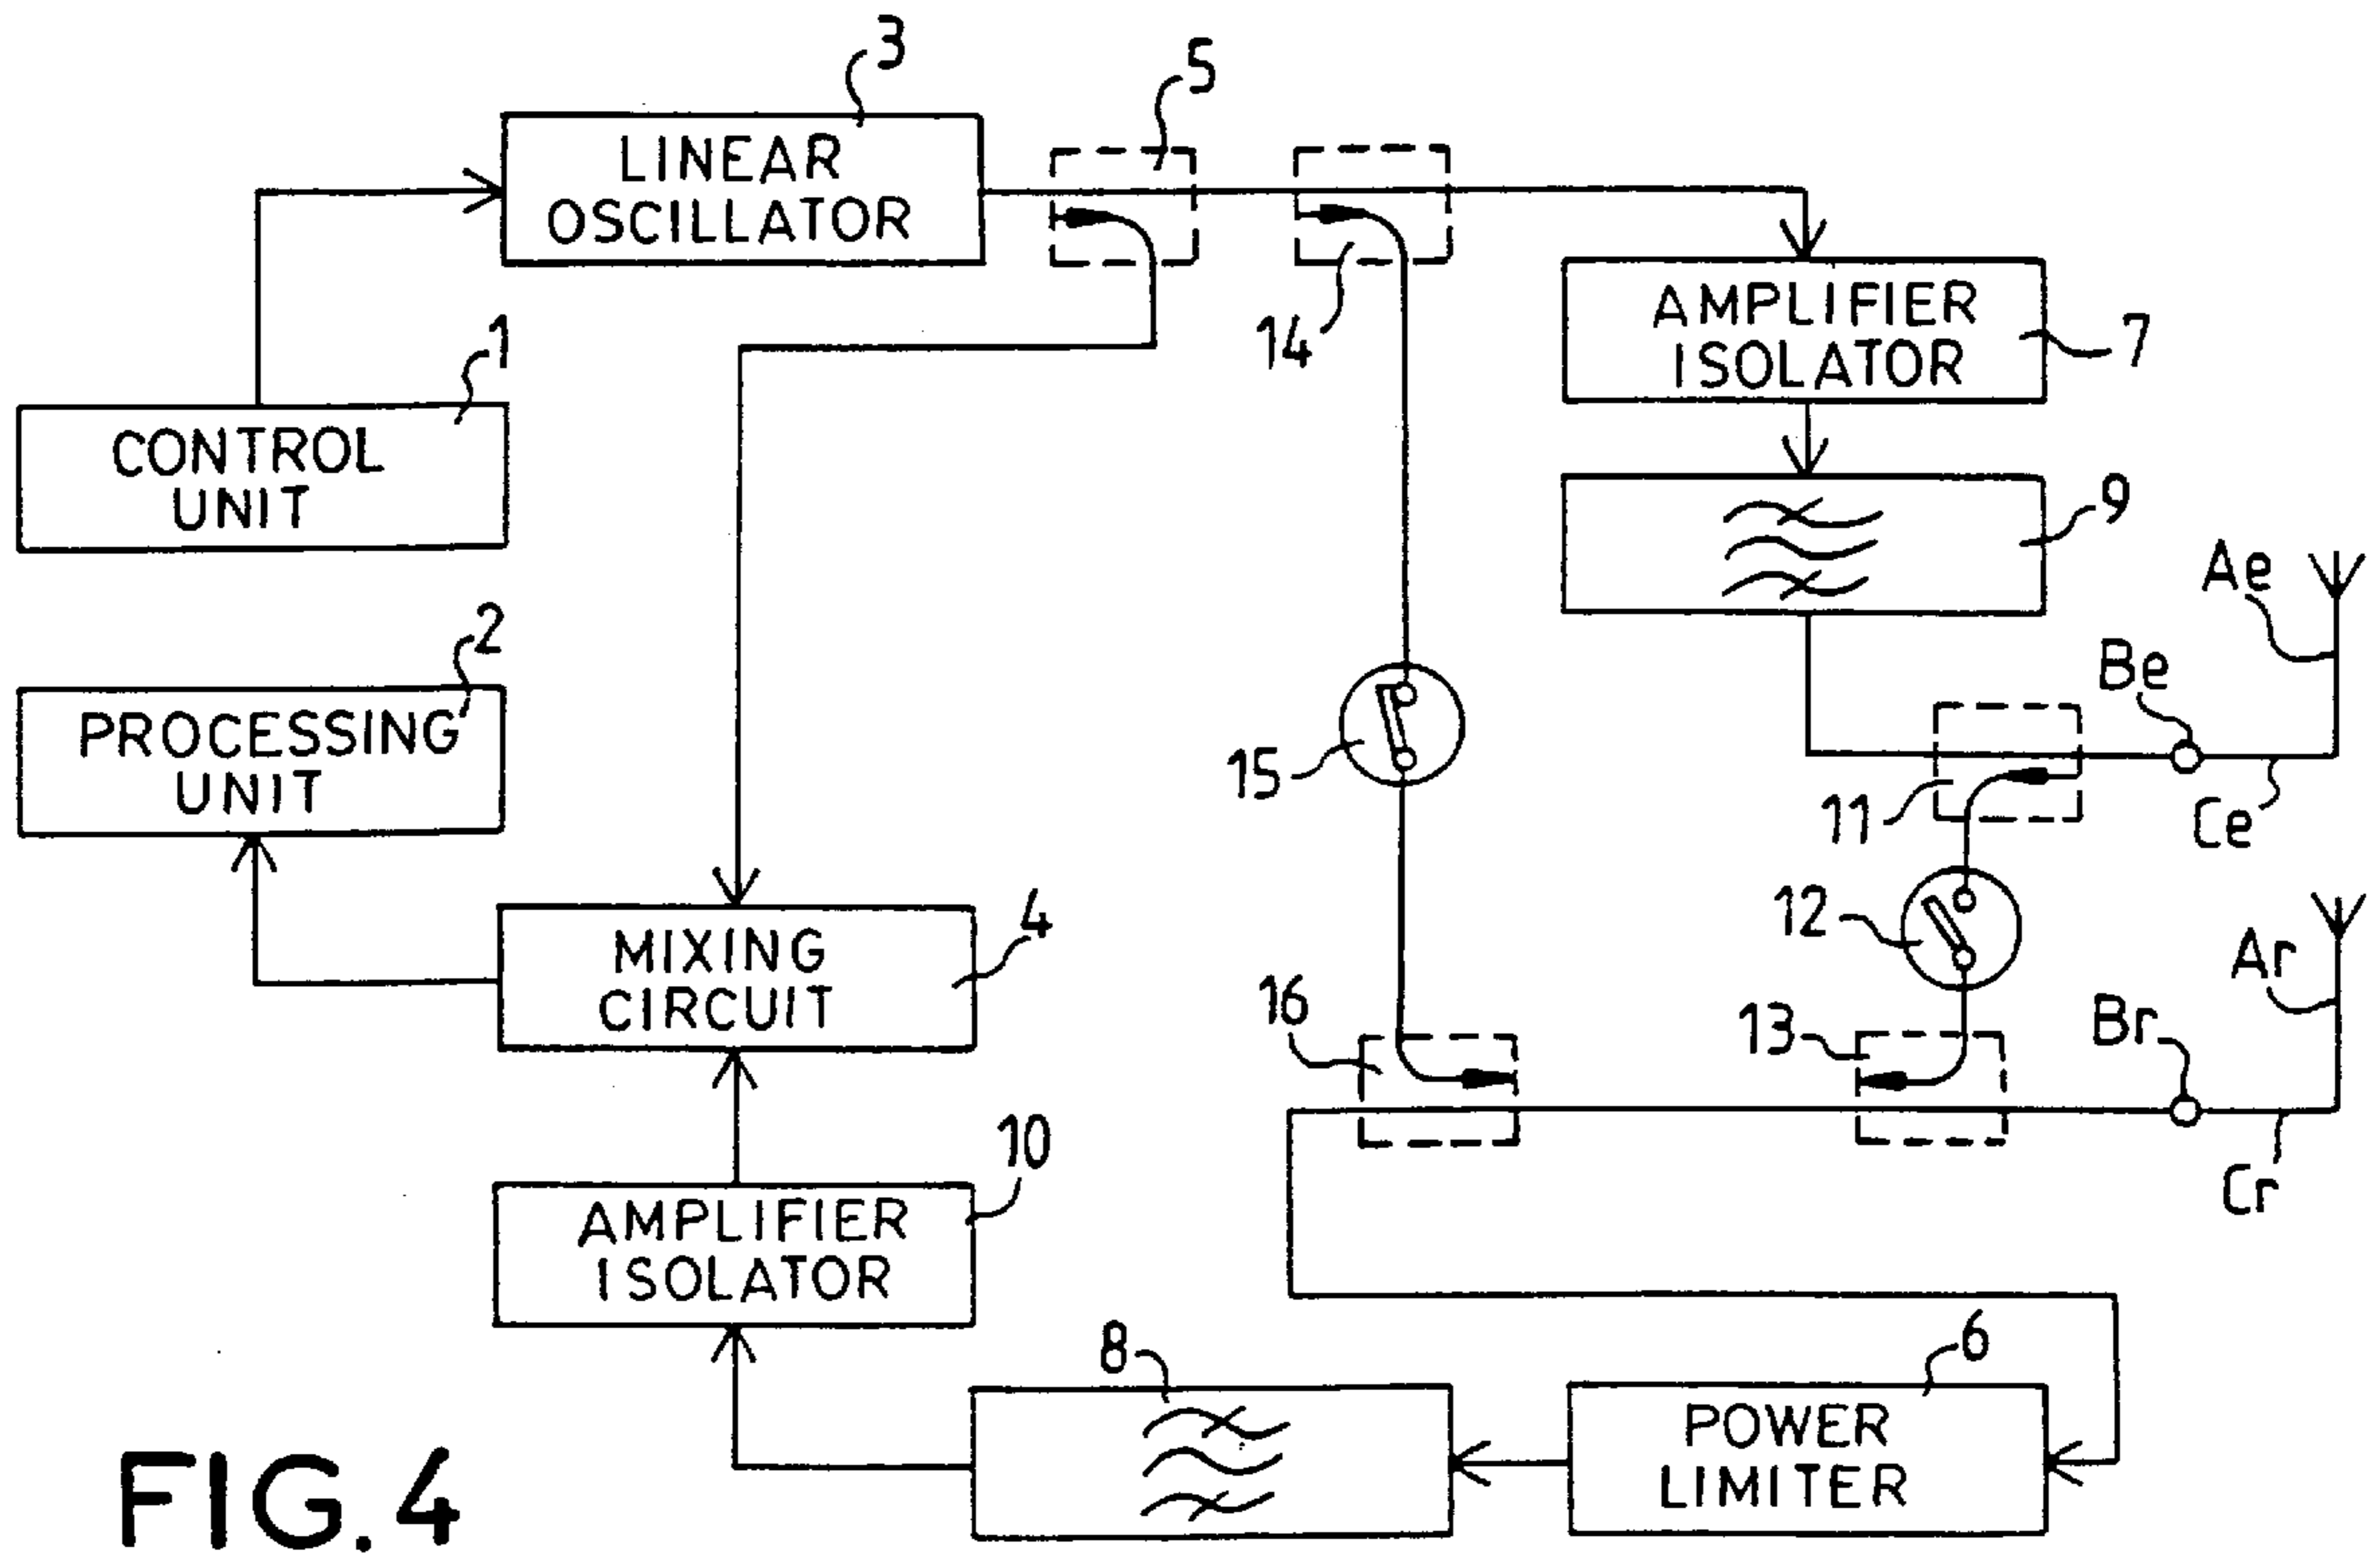 3
5
LINEAR
OSCILLATOR
14
AMPLIFIER
ISOLATOR
7
1
CONTROL
UNIT
9
Ae
2
Be
PROCESSING
UNIT
15
11
Ce
12
4
MIXING
CIRCUIT
16
13
Ar
Br
10
Cr
AMPLIFIER
ISOLATOR
8
6
POWER
LIMITER
FIG.4